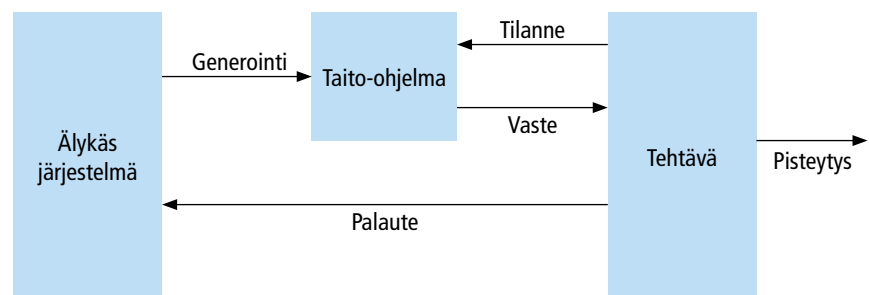 Älykäs
järjestelmä
Generointi
Taito-ohjelma
Tilanne
Vaste
Tehtävä
Pisteytys
Palaute